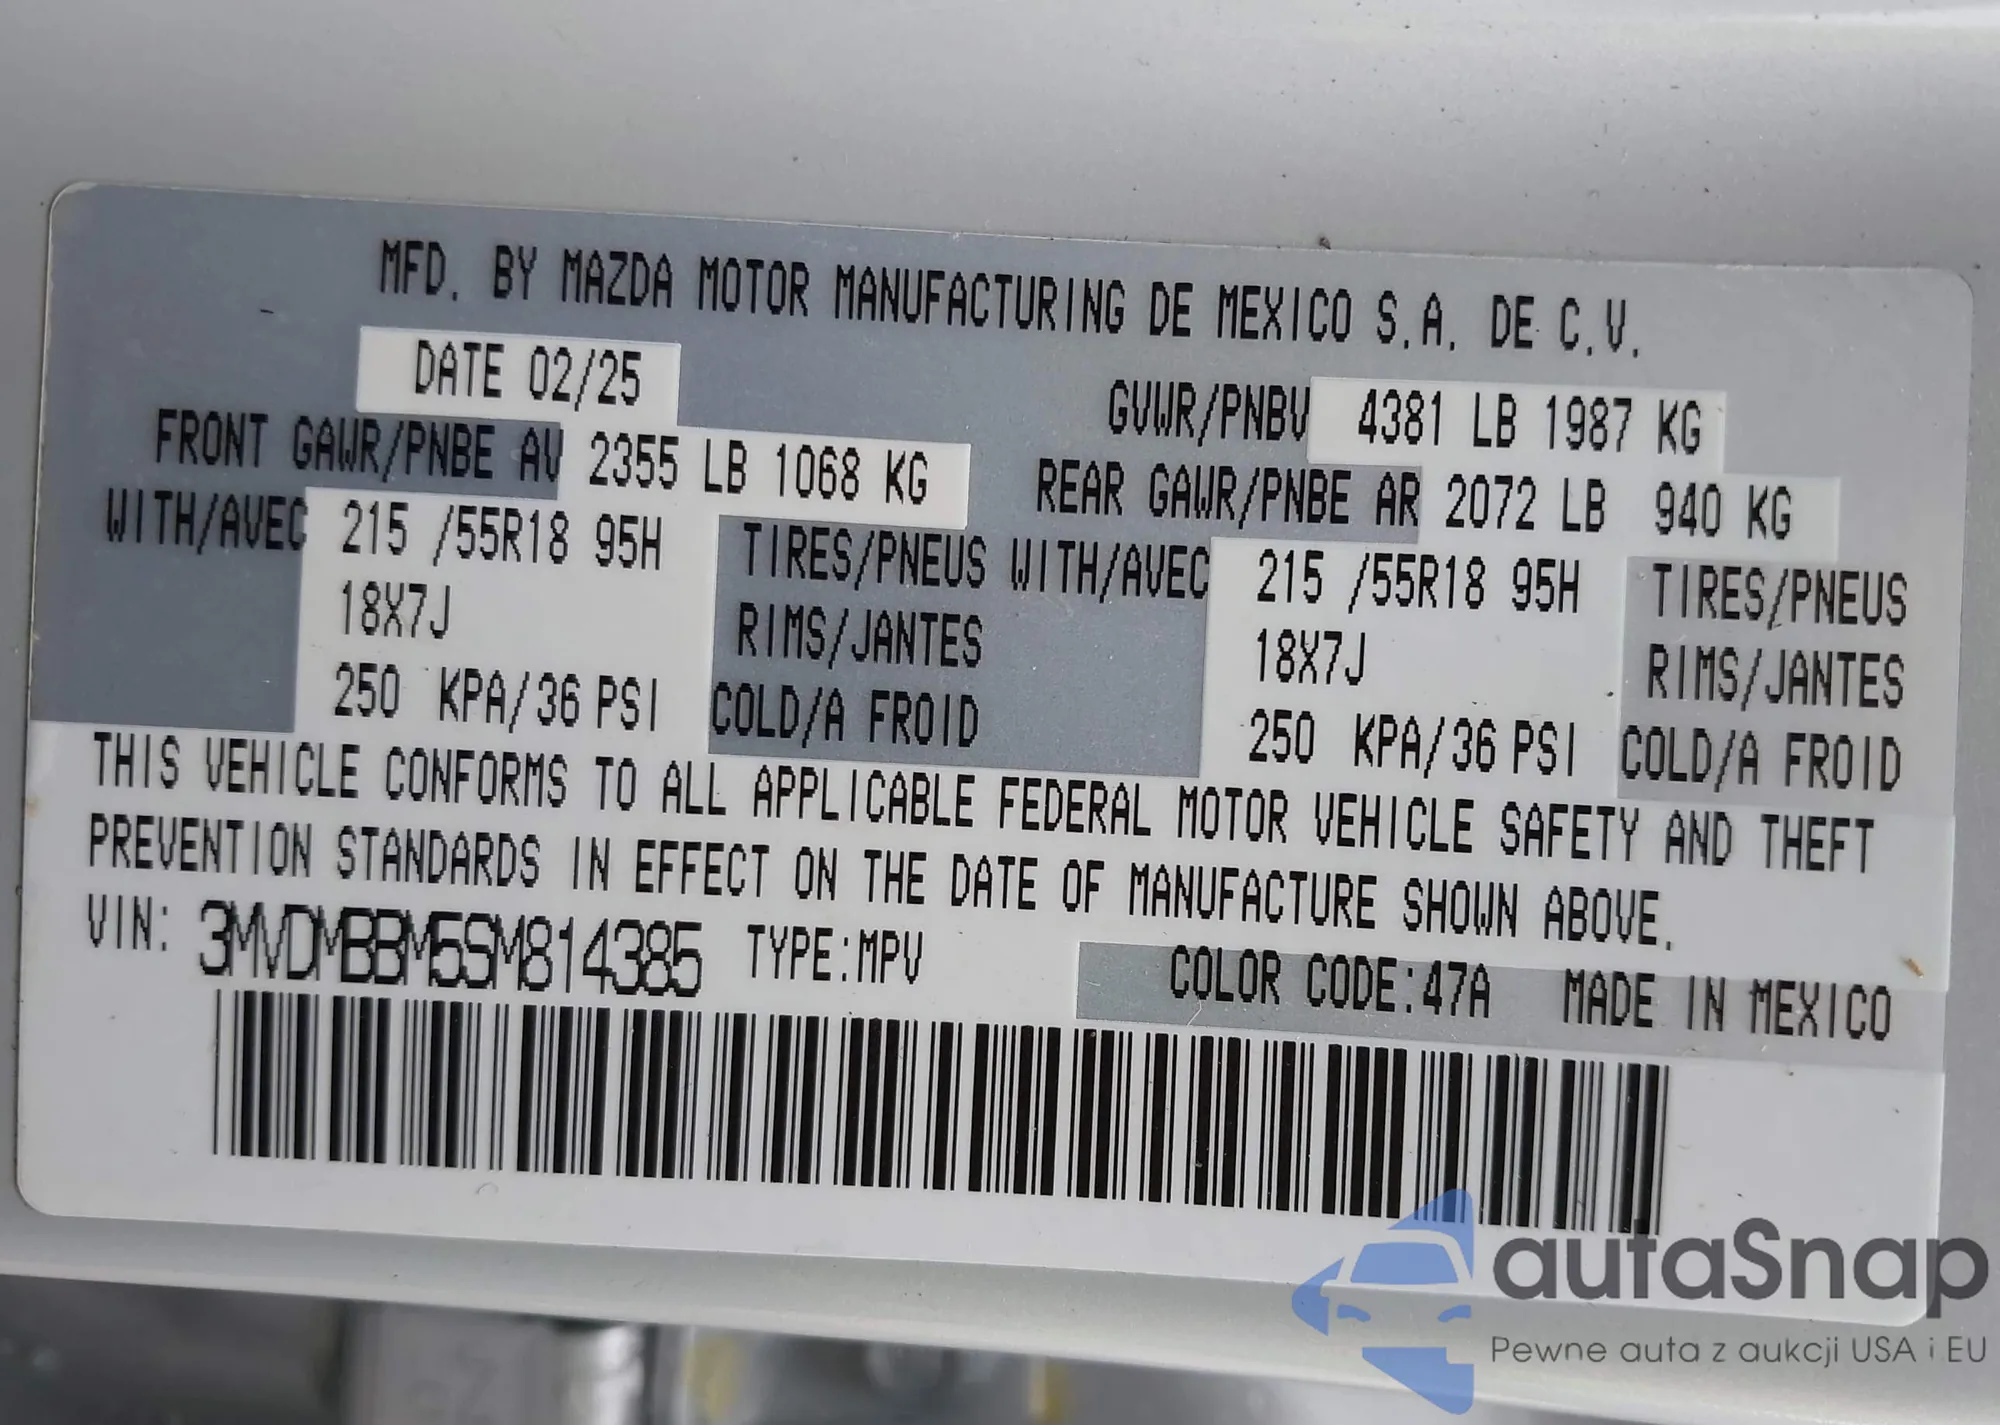 MFD. BY MAZDA MOTOR MANUFACTURING DE MEXICO S.A. DE C.V.
DATE 02/25
GVWR/PNBV 4381 LB 1987 KG
FRONT GAWR/PNBE AV 2355 LB 1068 KG
REAR GAWR/PNBE AR 2072 LB 940 KG
WITH/AVEC 215 /55R18 95H TIRES/PNEUS WITH/AVEC 215 /55R18 95H TIRES/PNEUS
18X7J RIMS/JANTES 18X7J RIMS/JANTES
250 KPA/36 PSI COLD/A FROID 250 KPA/36 PSI COLD/A FROID
THIS VEHICLE CONFORMS TO ALL APPLICABLE FEDERAL MOTOR VEHICLE SAFETY AND THEFT
PREVENTION STANDARDS IN EFFECT ON THE DATE OF MANUFACTURE SHOWN ABOVE.
VIN: 3MVDMBBM5SM814385 TYPE:MPV COLOR CODE:47A MADE IN MEXICO
autaSnap
Pewne auta z aukcji USA i EU